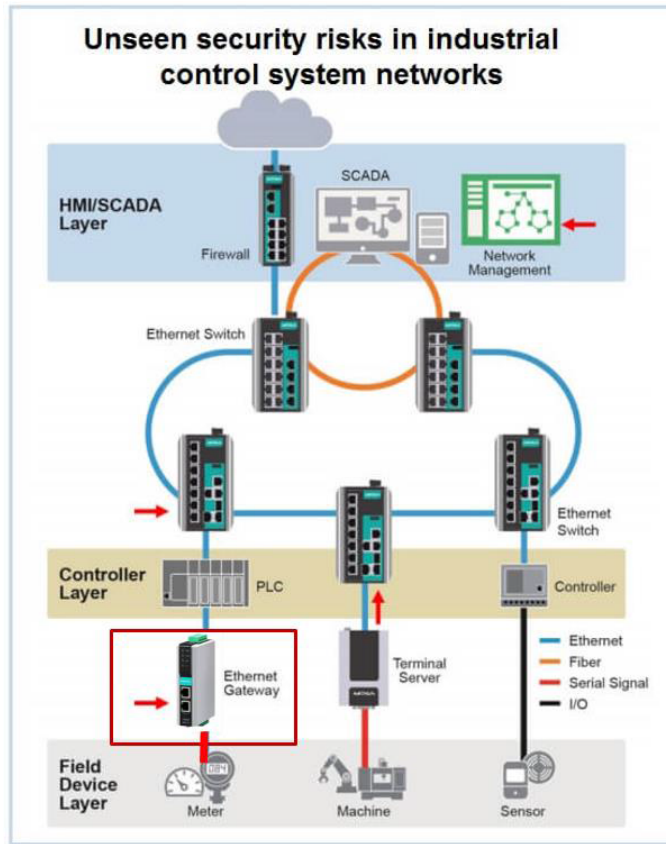 Unseen security risks in industrial
control system networks
HMI/SCADA
Layer
SCADA
Firewall
Network
Management
Ethernet Switch
Ethernet
Switch
Controller
Layer
PLC
Controller
Ethernet
Gateway
Terminal
Server
MOXA
Ethernet
Fiber
Serial Signal
I/O
Field
Device
Layer
Meter
Machine
Sensor